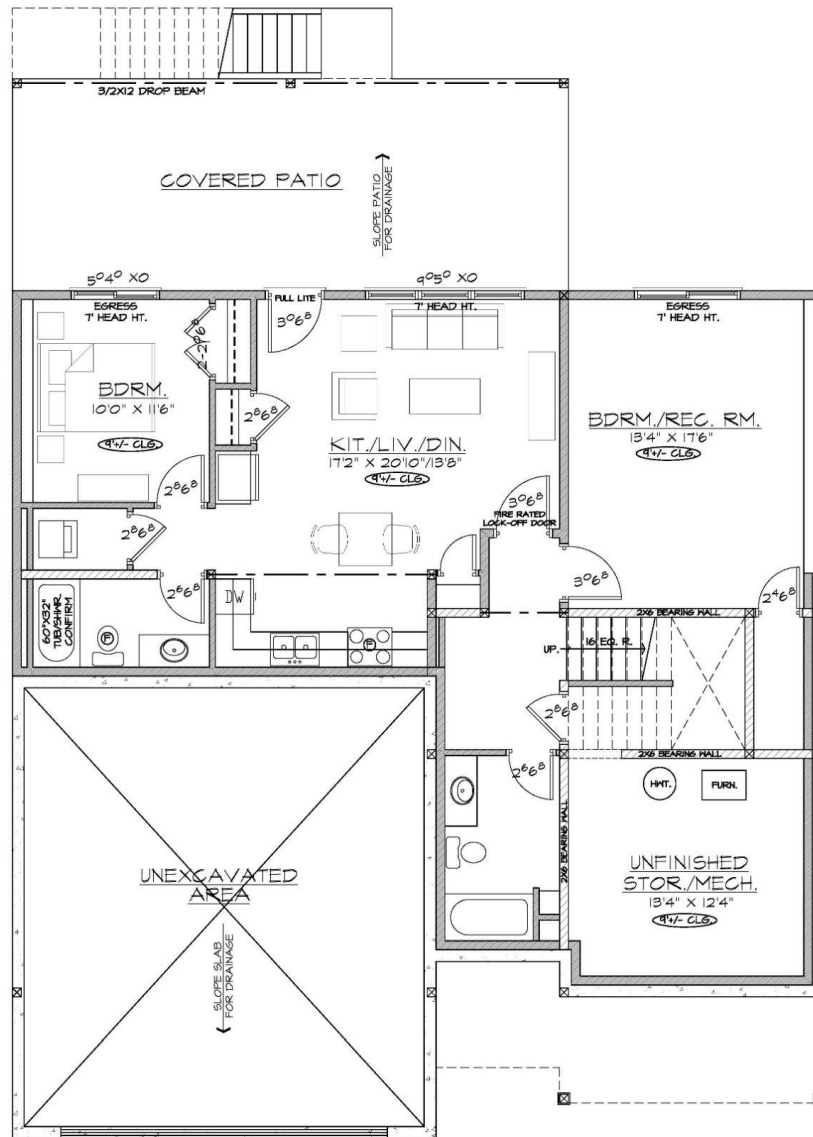 3/2X12 DROP BEAM
COVERED PATIO
SLOPE PATIO
FOR DRAINAGE
5⁰4⁰ XO
9⁰5⁰ XO
EGRESS
7' HEAD HT.
FULL LITE
3⁰6⁸
7' HEAD HT.
EGRESS
7' HEAD HT.
2-2⁰6⁸
BDRM.
10'0" X 11'6"
9'+/- CLG.
2⁸6⁸
KIT./LIV./DIN.
17'2" X 20'10"/13'8"
9'+/- CLG.
BDRM./REC. RM.
13'4" X 17'6"
9'+/- CLG.
2⁸6⁸
3⁰6⁸
FIRE RATED
LOCK-OFF DOOR
2⁸6⁸
3⁰6⁸
2⁶6⁸
DW
2⁴6⁸
60"X32"
TUB/SHWR.
CONFIRM
F
F
2X6 BEARING WALL
UP.
16 EQ. R.
2⁸6⁸
2X6 BEARING WALL
2⁶6⁸
HWT.
FURN.
2X6 BEARING WALL
UNEXCAVATED
AREA
UNFINISHED
STOR./MECH.
13'4" X 12'4"
9'+/- CLG.
SLOPE SLAB
FOR DRAINAGE